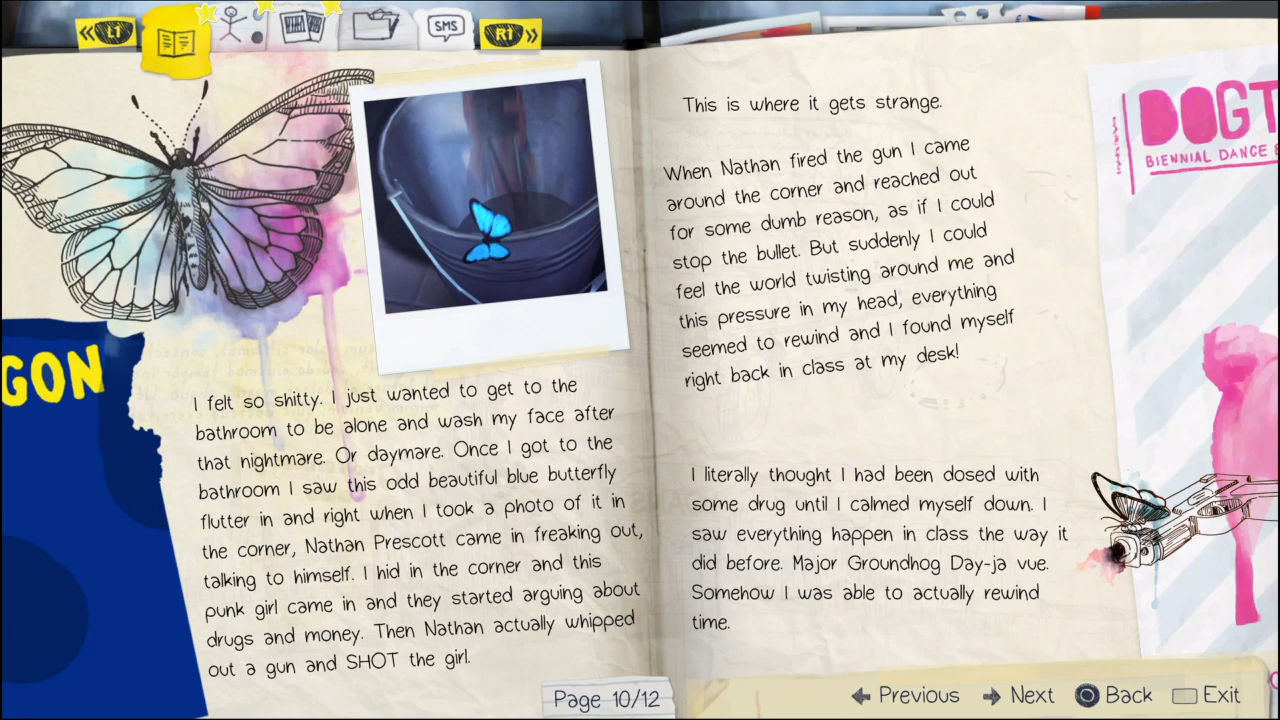 L1
SMS
R1
GON
I felt so shitty. I just wanted to get to the
bathroom to be alone and wash my face after
that nightmare. Or daymare. Once I got to the
bathroom I saw this odd beautiful blue butterfly
flutter in and right when I took a photo of it in
the corner, Nathan Prescott came in freaking out,
talking to himself. I hid in the corner and this
punk girl came in and they started arguing about
drugs and money. Then Nathan actually whipped
out a gun and SHOT the girl.
This is where it gets strange.
When Nathan fired the gun I came
around the corner and reached out
for some dumb reason, as if I could
stop the bullet. But suddenly I could
feel the world twisting around me and
this pressure in my head, everything
seemed to rewind and I found myself
right back in class at my desk!
I literally thought I had been dosed with
some drug until I calmed myself down. I
saw everything happen in class the way it
did before. Major Groundhog Day-ja vue.
Somehow I was able to actually rewind
time.
DOGT
BIENNIAL DANCE
Page 10/12
Previous
Next
Back
Exit